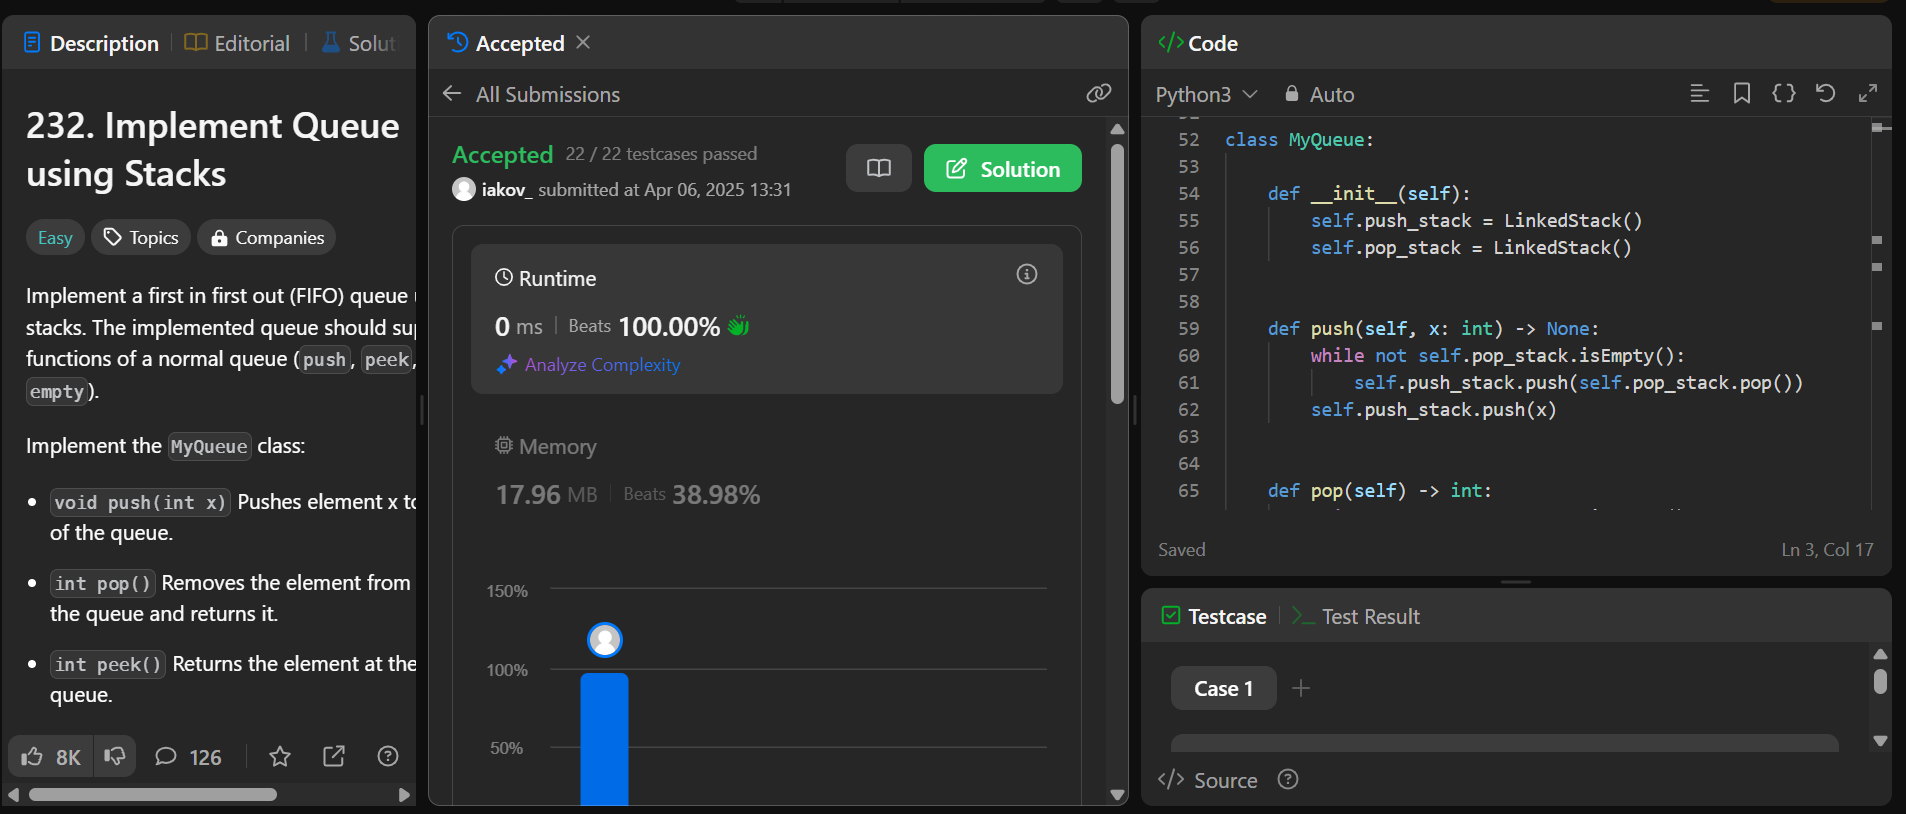 Description
Editorial
Solut
232. Implement Queue
using Stacks
Easy
Topics
Companies
Implement a first in first out (FIFO) queue
stacks. The implemented queue should su
functions of a normal queue (push, peek,
empty).
Implement the MyQueue class:
void push(int x) Pushes element x to
of the queue.
int pop() Removes the element from
the queue and returns it.
int peek() Returns the element at the
queue.
8K
126
Accepted
All Submissions
Accepted 22 / 22 testcases passed
iakov_ submitted at Apr 06, 2025 13:31
Solution
Runtime
0 ms Beats 100.00%
Analyze Complexity
Memory
17.96 MB Beats 38.98%
150%
100%
50%
</> Code
Python3
Auto
52 class MyQueue:
53
54 def __init__(self):
55 self.push_stack = LinkedStack()
56 self.pop_stack = LinkedStack()
57
58
59 def push(self, x: int) -> None:
60 while not self.pop_stack.isEmpty():
61 self.push_stack.push(self.pop_stack.pop())
62 self.push_stack.push(x)
63
64
65 def pop(self) -> int:
Saved
Ln 3, Col 17
Testcase
Test Result
Case 1
+
</> Source